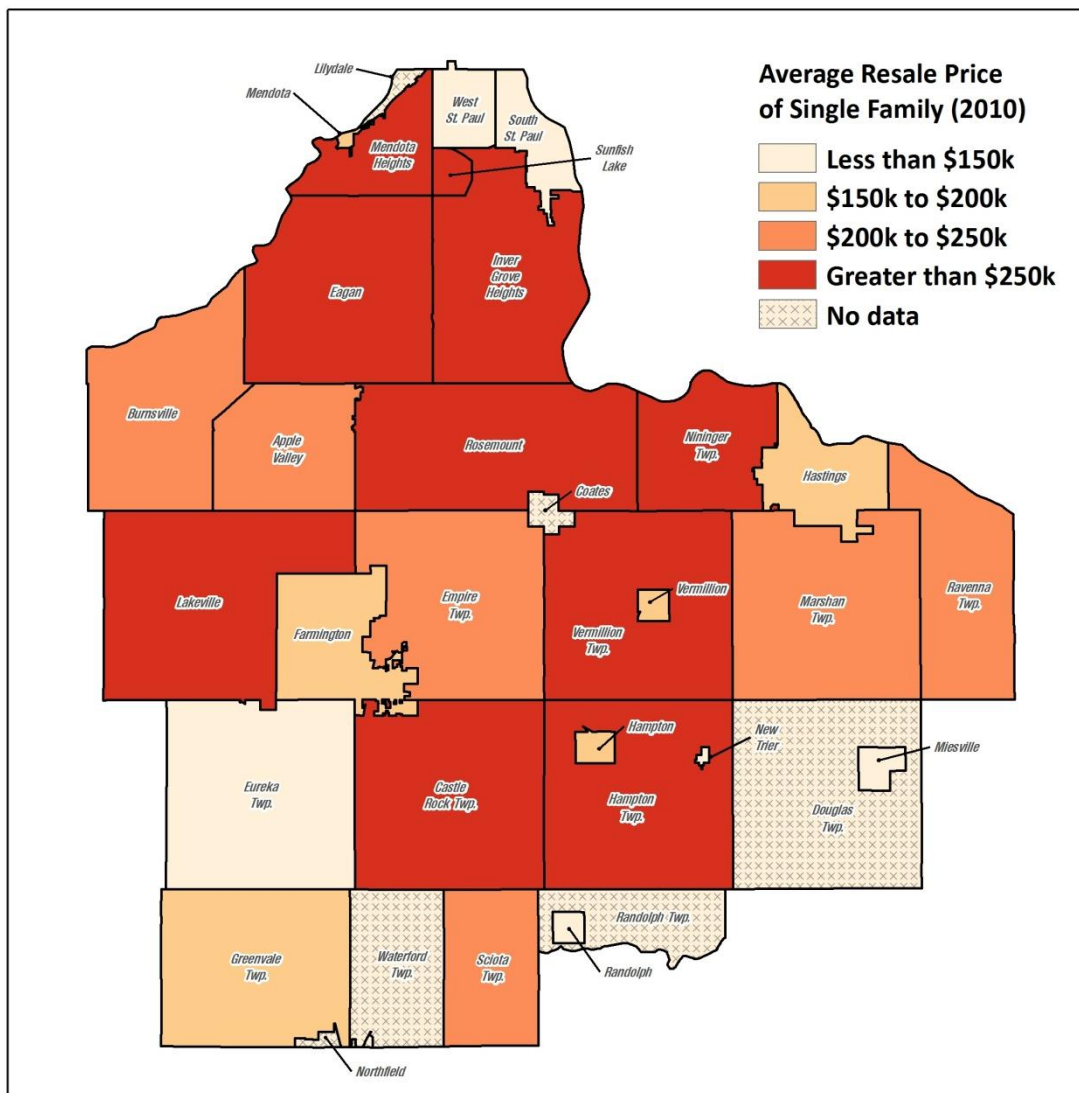 Average Resale Price
of Single Family (2010)
Less than $150k
$150k to $200k
$200k to $250k
Greater than $250k
No data
Lilydale
Mendota
West
St. Paul
South
St. Paul
Mendota
Heights
Sunfish
Lake
Eagan
Inver
Grove
Heights
Burnsville
Apple
Valley
Rosemount
Nininger
Twp.
Hastings
Coates
Lakeville
Farmington
Empire
Twp.
Vermillion
Vermillion
Twp.
Marshan
Twp.
Ravenna
Twp.
Eureka
Twp.
Castle
Rock Twp.
Hampton
Hampton
Twp.
New
Trier
Miesville
Douglas
Twp.
Greenvale
Twp.
Waterford
Twp.
Sciota
Twp.
Randolph Twp.
Randolph
Northfield